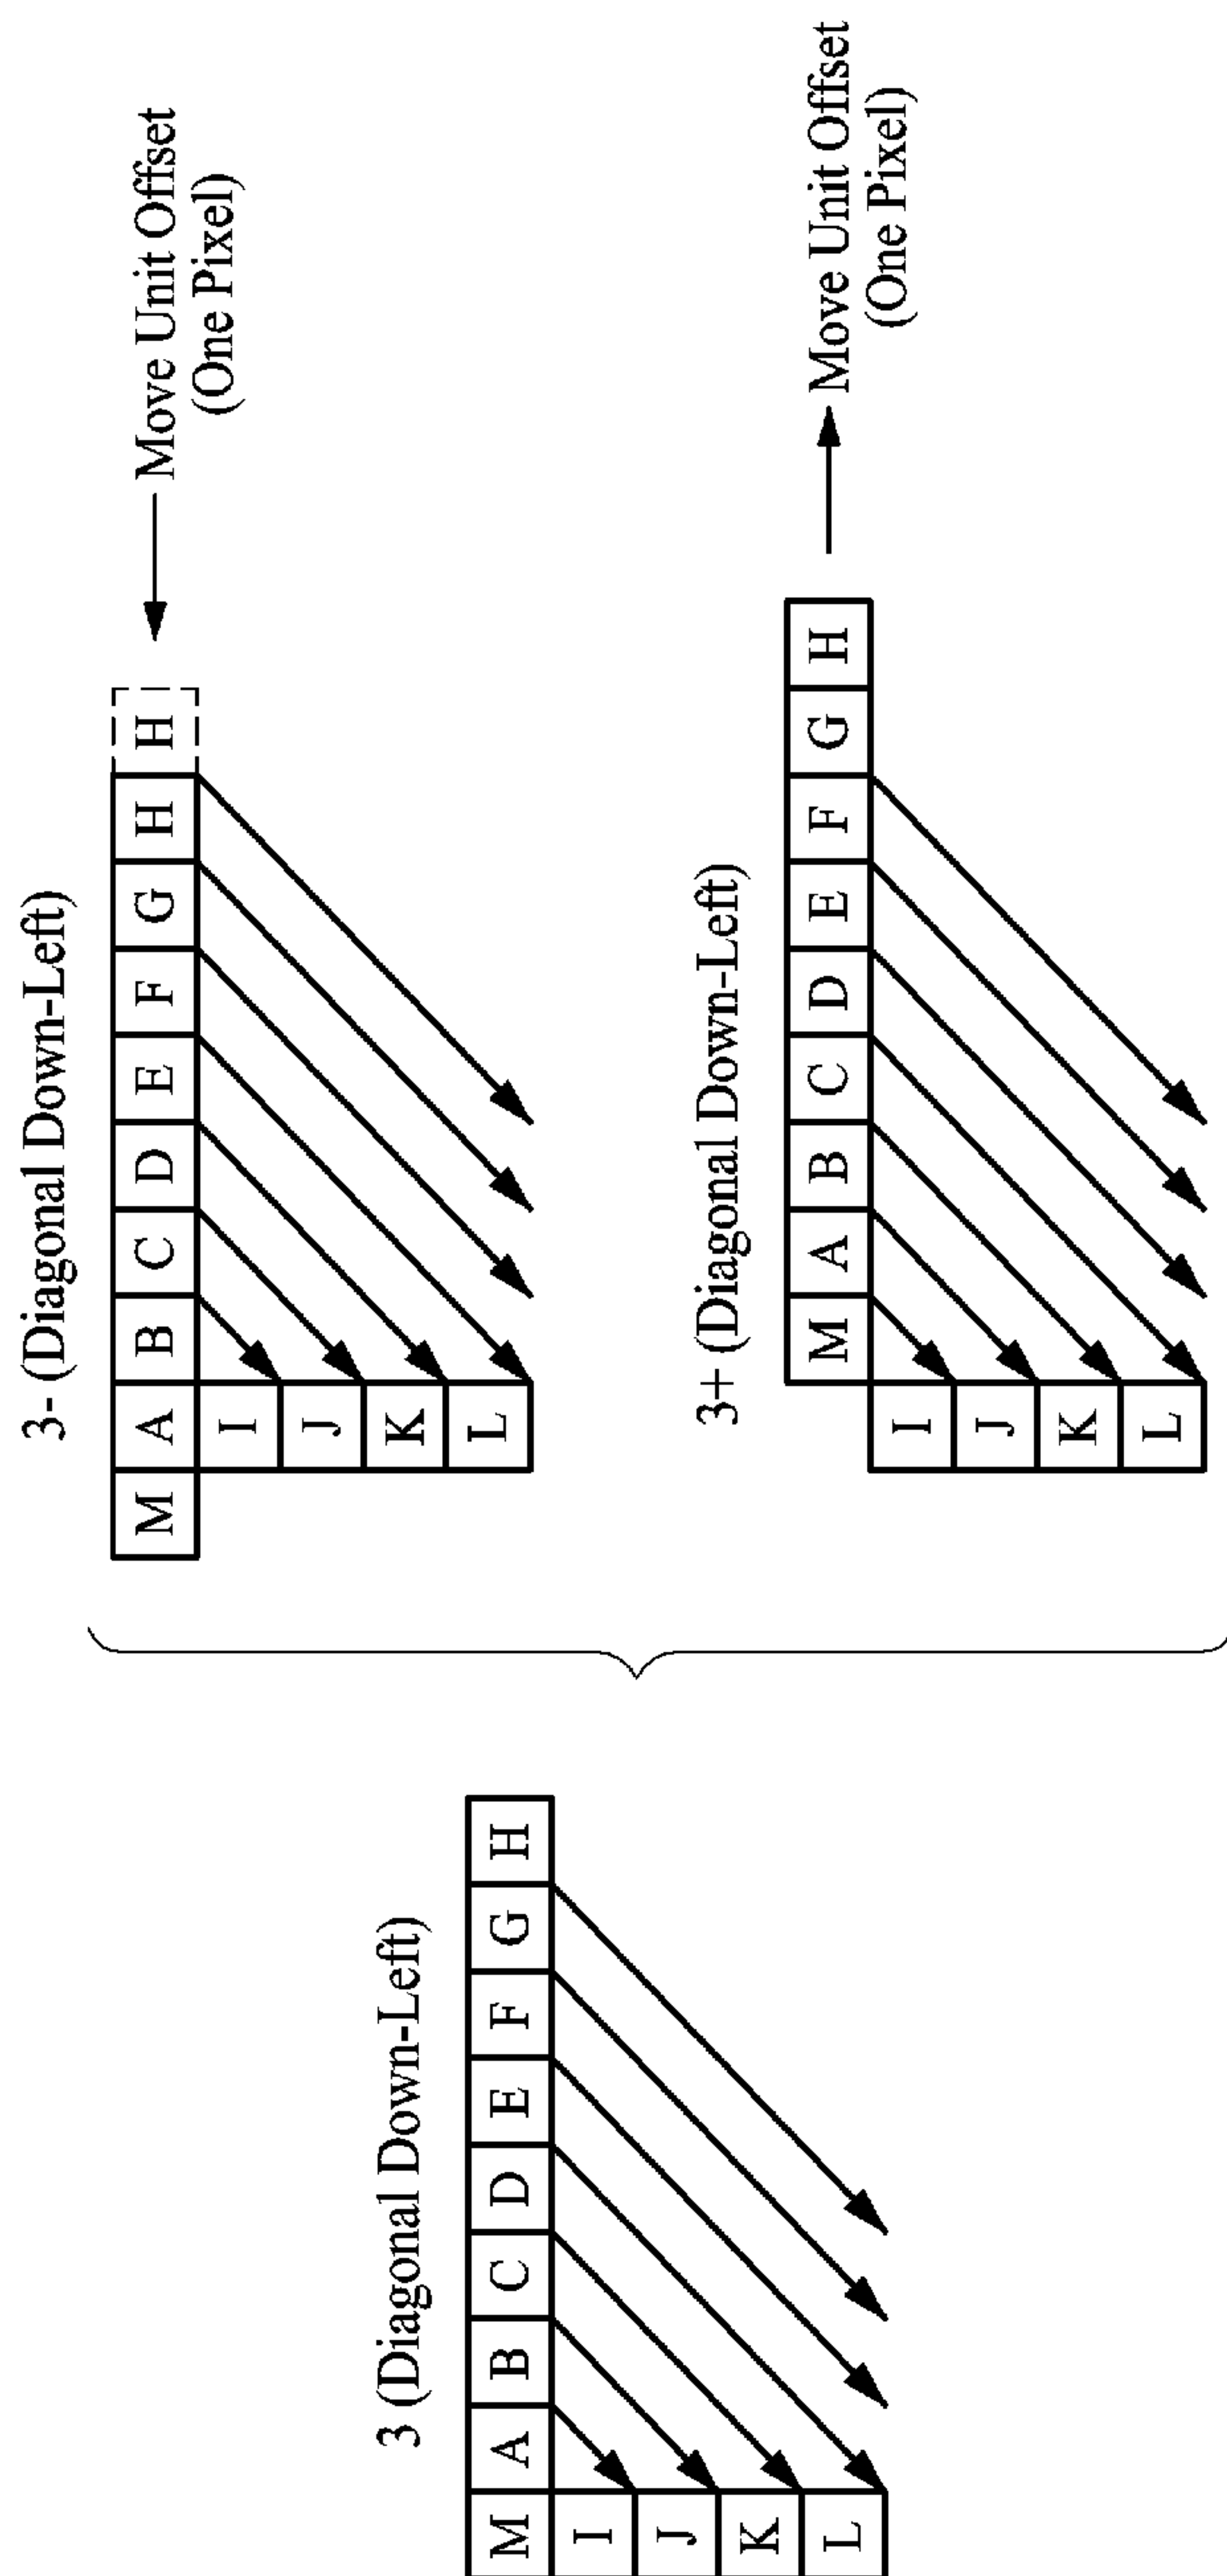 3 (Diagonal Down-Left)
M A B C D E F G H
I
J
K
L
3- (Diagonal Down-Left)
M A B C D E F G H H
Move Unit Offset
(One Pixel)
I
J
K
L
3+ (Diagonal Down-Left)
M A B C D E F G H
Move Unit Offset
(One Pixel)
I
J
K
L